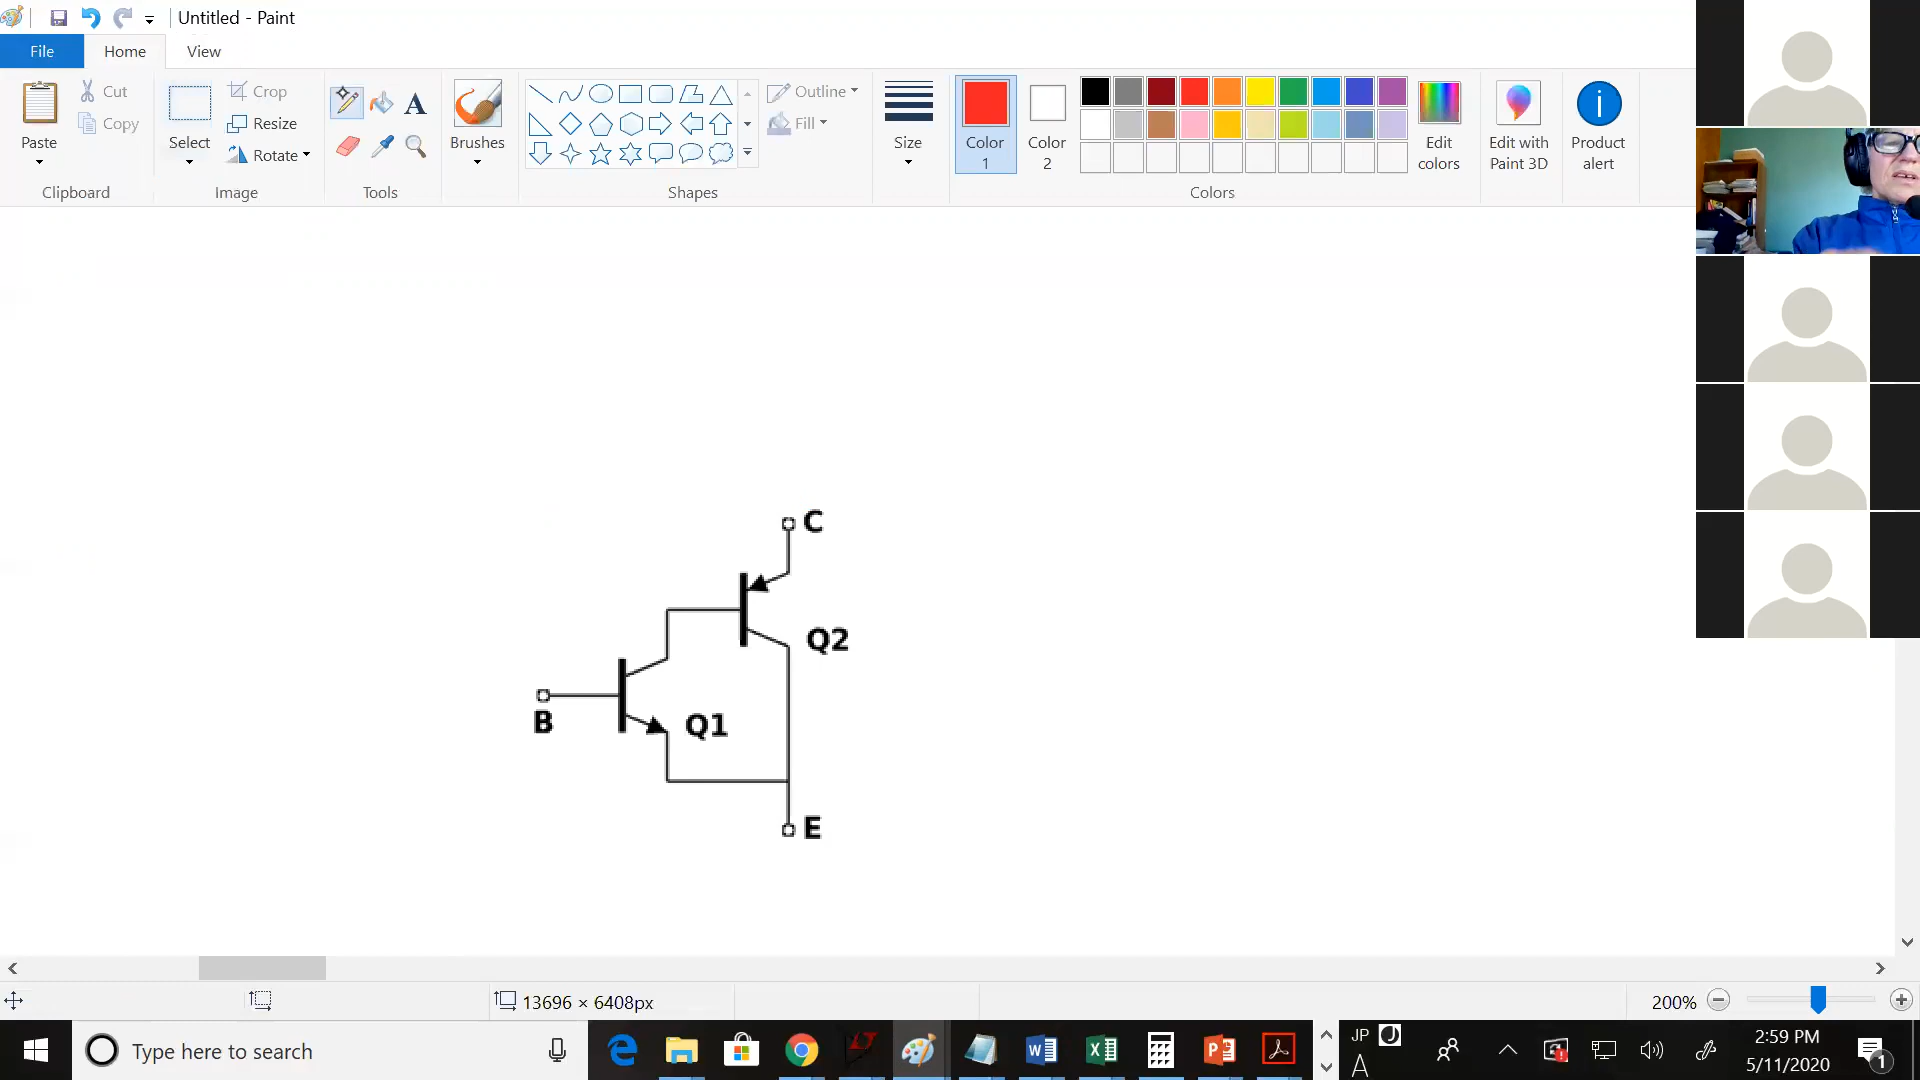 Untitled - Paint
File Home View
Paste
Cut
Copy
Clipboard
Select
Crop
Resize
Rotate
Image
A
Tools
Brushes
Shapes
Outline
Fill
Size
Color 1
Color 2
Colors
Edit colors
Edit with Paint 3D
Product alert
C
Q2
B
Q1
E
13696 × 6408px
200%
Type here to search
JP
A
2:59 PM
5/11/2020
1